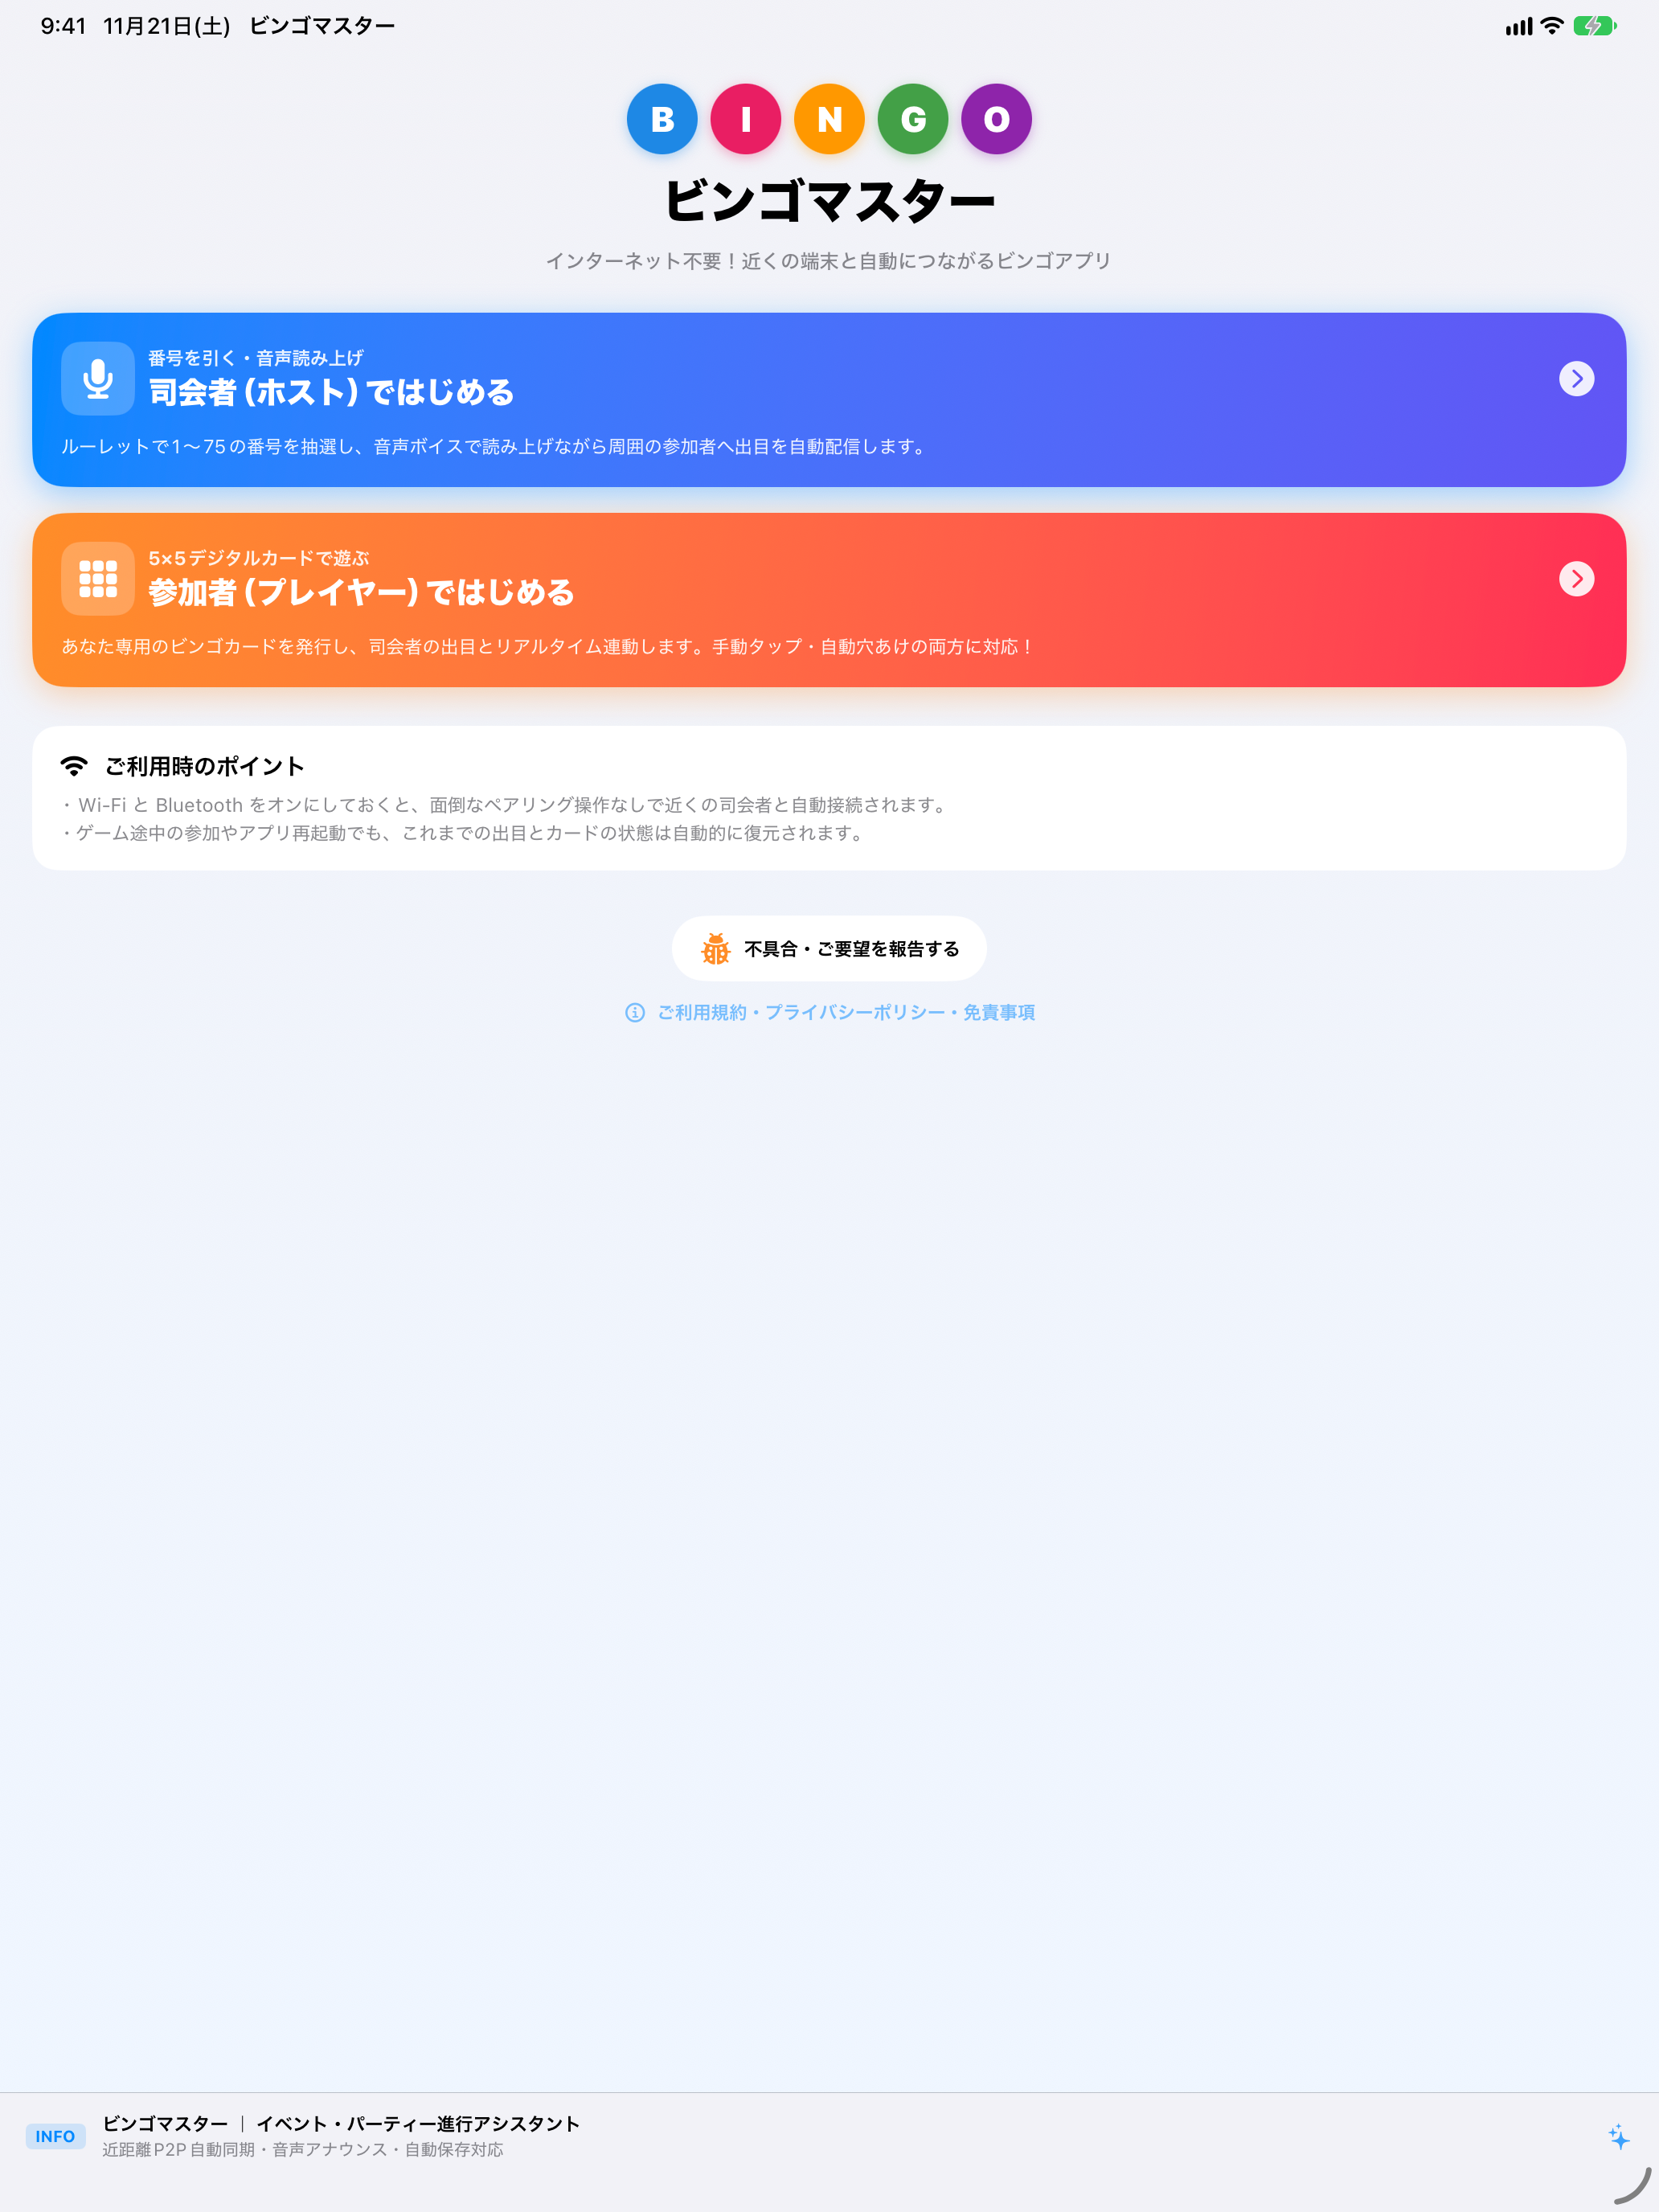 9:41 11月21日(土) ビンゴマスター
B I N G O
ビンゴマスター
インターネット不要！近くの端末と自動につながるビンゴアプリ
番号を引く・音声読み上げ
司会者（ホスト）ではじめる
ルーレットで1〜75の番号を抽選し、音声ボイスで読み上げながら周囲の参加者へ出目を自動配信します。
5×5デジタルカードで遊ぶ
参加者（プレイヤー）ではじめる
あなた専用のビンゴカードを発行し、司会者の出目とリアルタイム連動します。手動タップ・自動穴あけの両方に対応！
ご利用時のポイント
・Wi-Fi と Bluetooth をオンにしておくと、面倒なペアリング操作なしで近くの司会者と自動接続されます。
・ゲーム途中の参加やアプリ再起動でも、これまでの出目とカードの状態は自動的に復元されます。
不具合・ご要望を報告する
ご利用規約・プライバシーポリシー・免責事項
INFO
ビンゴマスター ｜ イベント・パーティー進行アシスタント
近距離P2P自動同期・音声アナウンス・自動保存対応